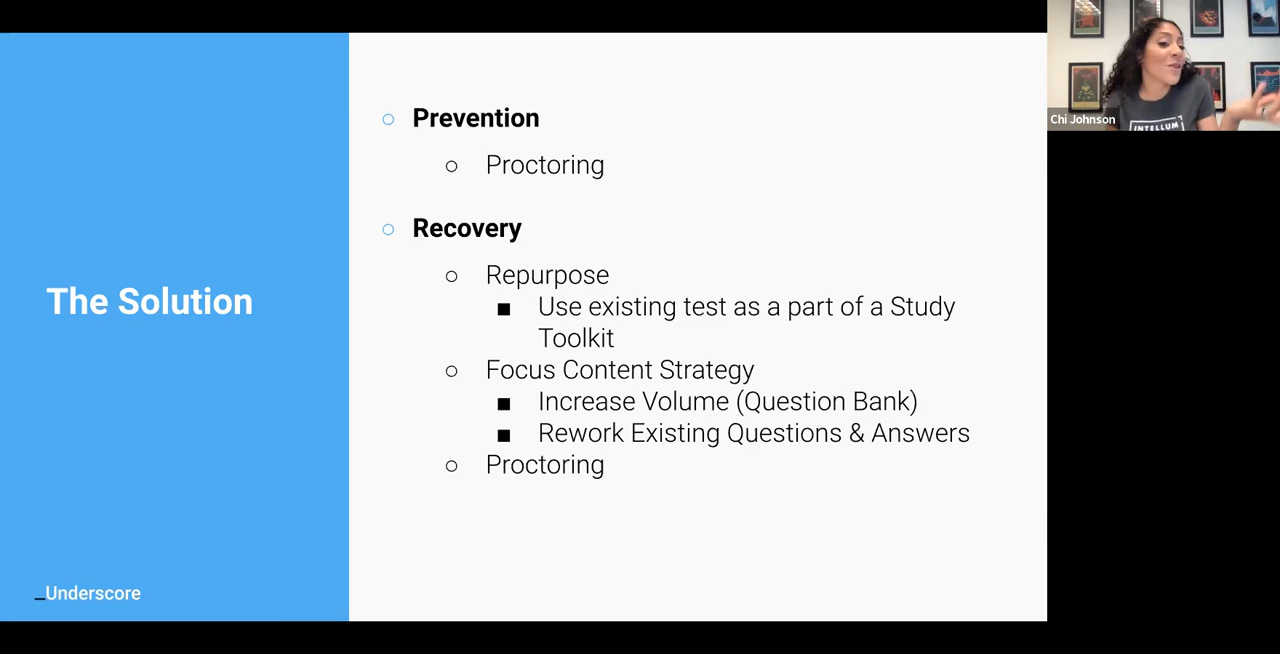 Prevention
Proctoring
Recovery
Repurpose
Use existing test as a part of a Study
Toolkit
Focus Content Strategy
Increase Volume (Question Bank)
Rework Existing Questions & Answers
Proctoring
The Solution
_Underscore
Chi Johnson
INTELLUM